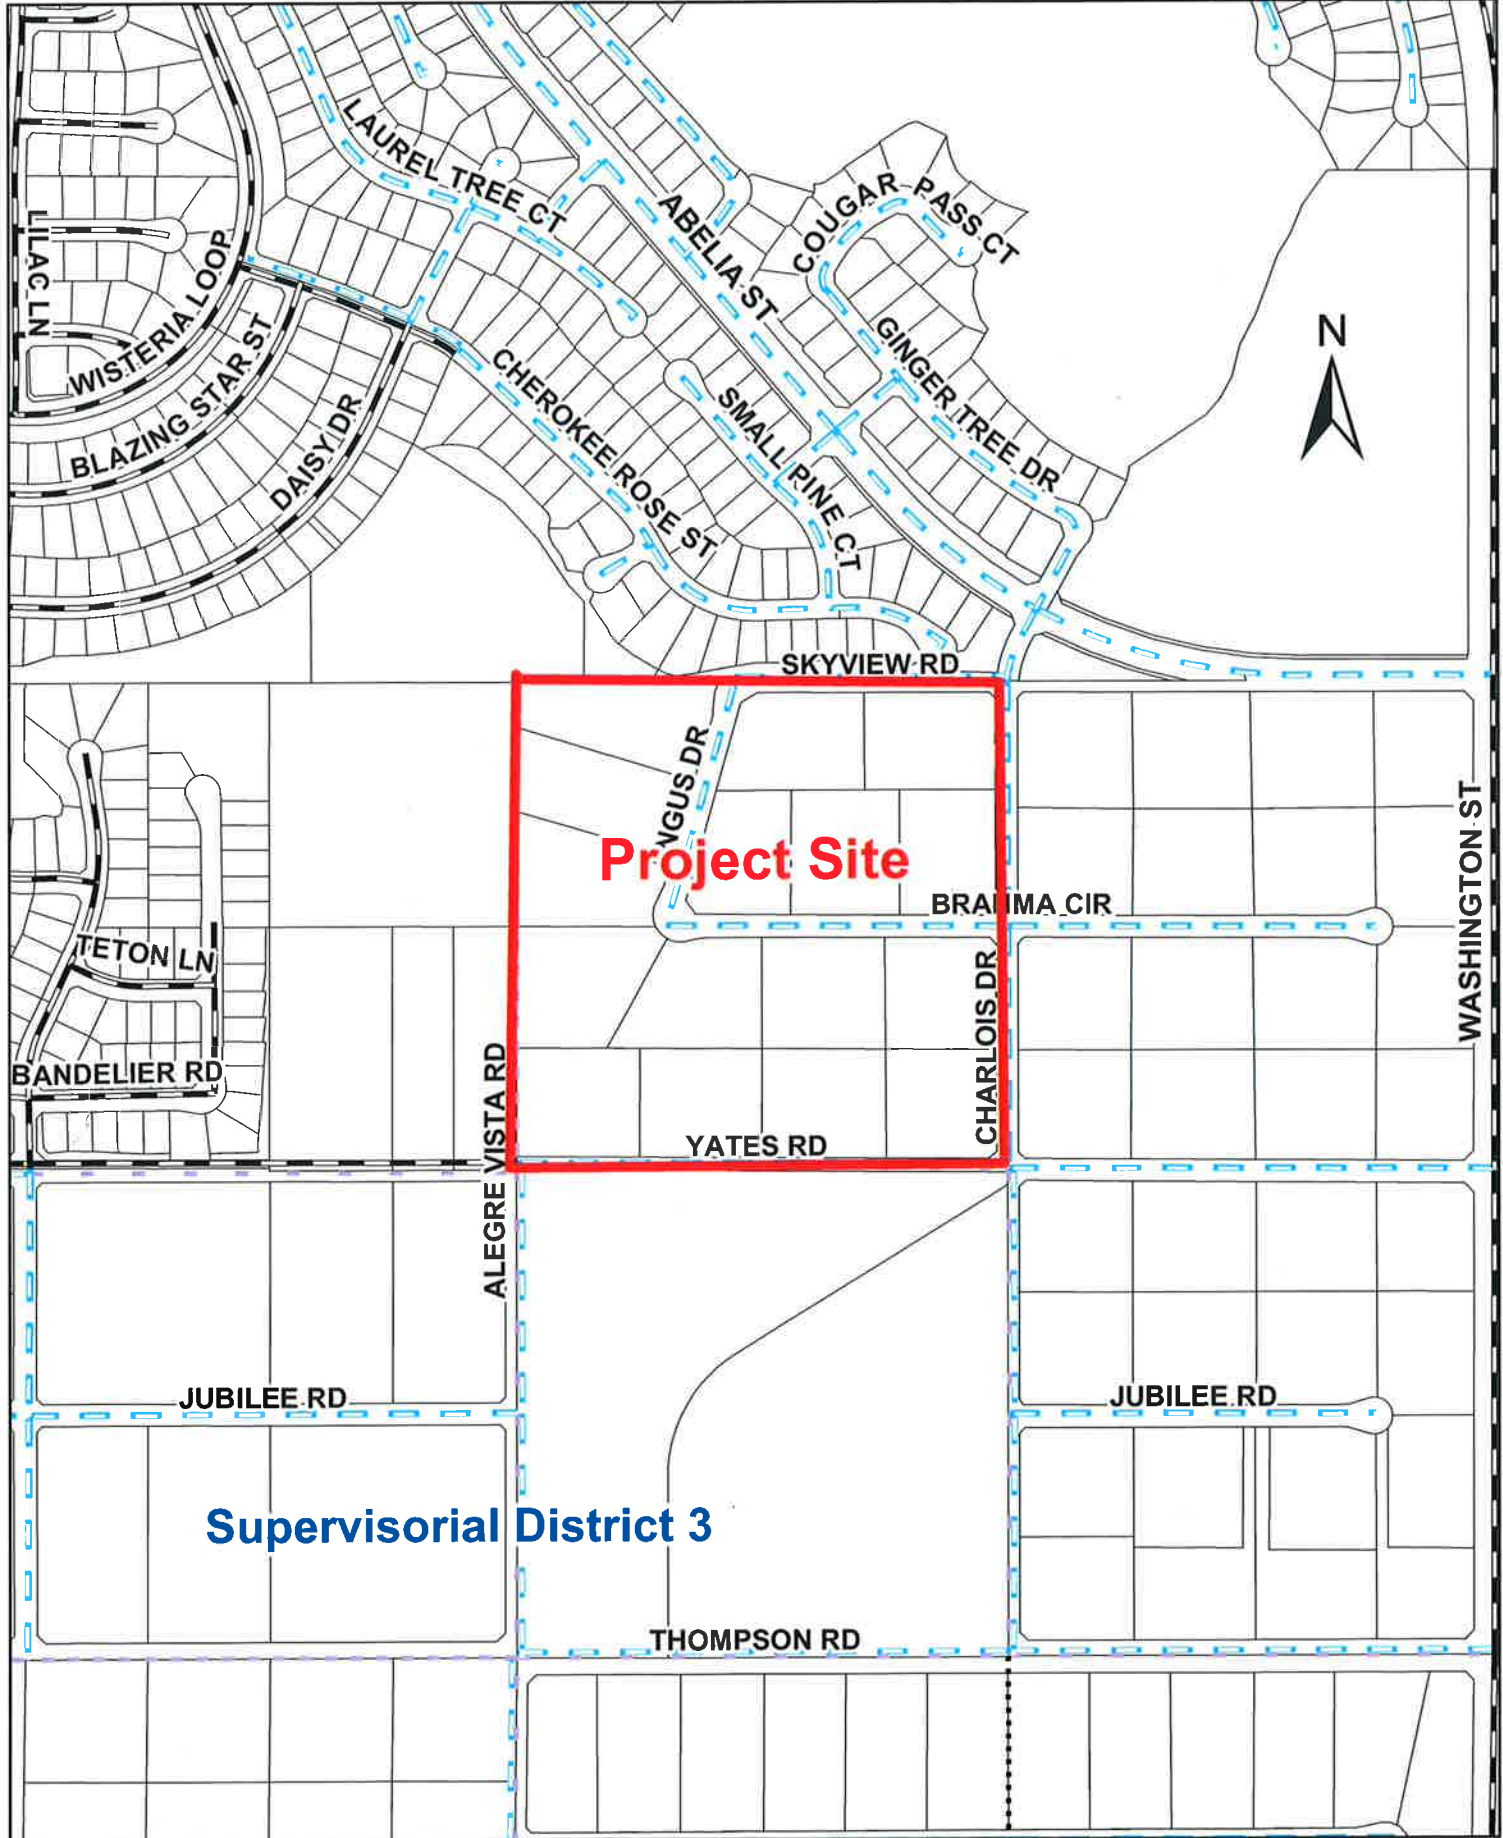 LAUREL TREE CT
COUGAR PASS CT
ABELIA ST
LILAC LN
WISTERIA LOOP
BLAZING STAR ST
DAISY DR
CHEROKEE ROSE ST
SMALL PINE CT
GINGER TREE DR
N
SKYVIEW RD
NGUS DR
Project Site
BRAHMA CIR
WASHINGTON ST
TETON LN
CHARLOIS DR
BANDELIER RD
ALEGRE VISTA RD
YATES RD
JUBILEE RD
JUBILEE RD
Supervisorial District 3
THOMPSON RD